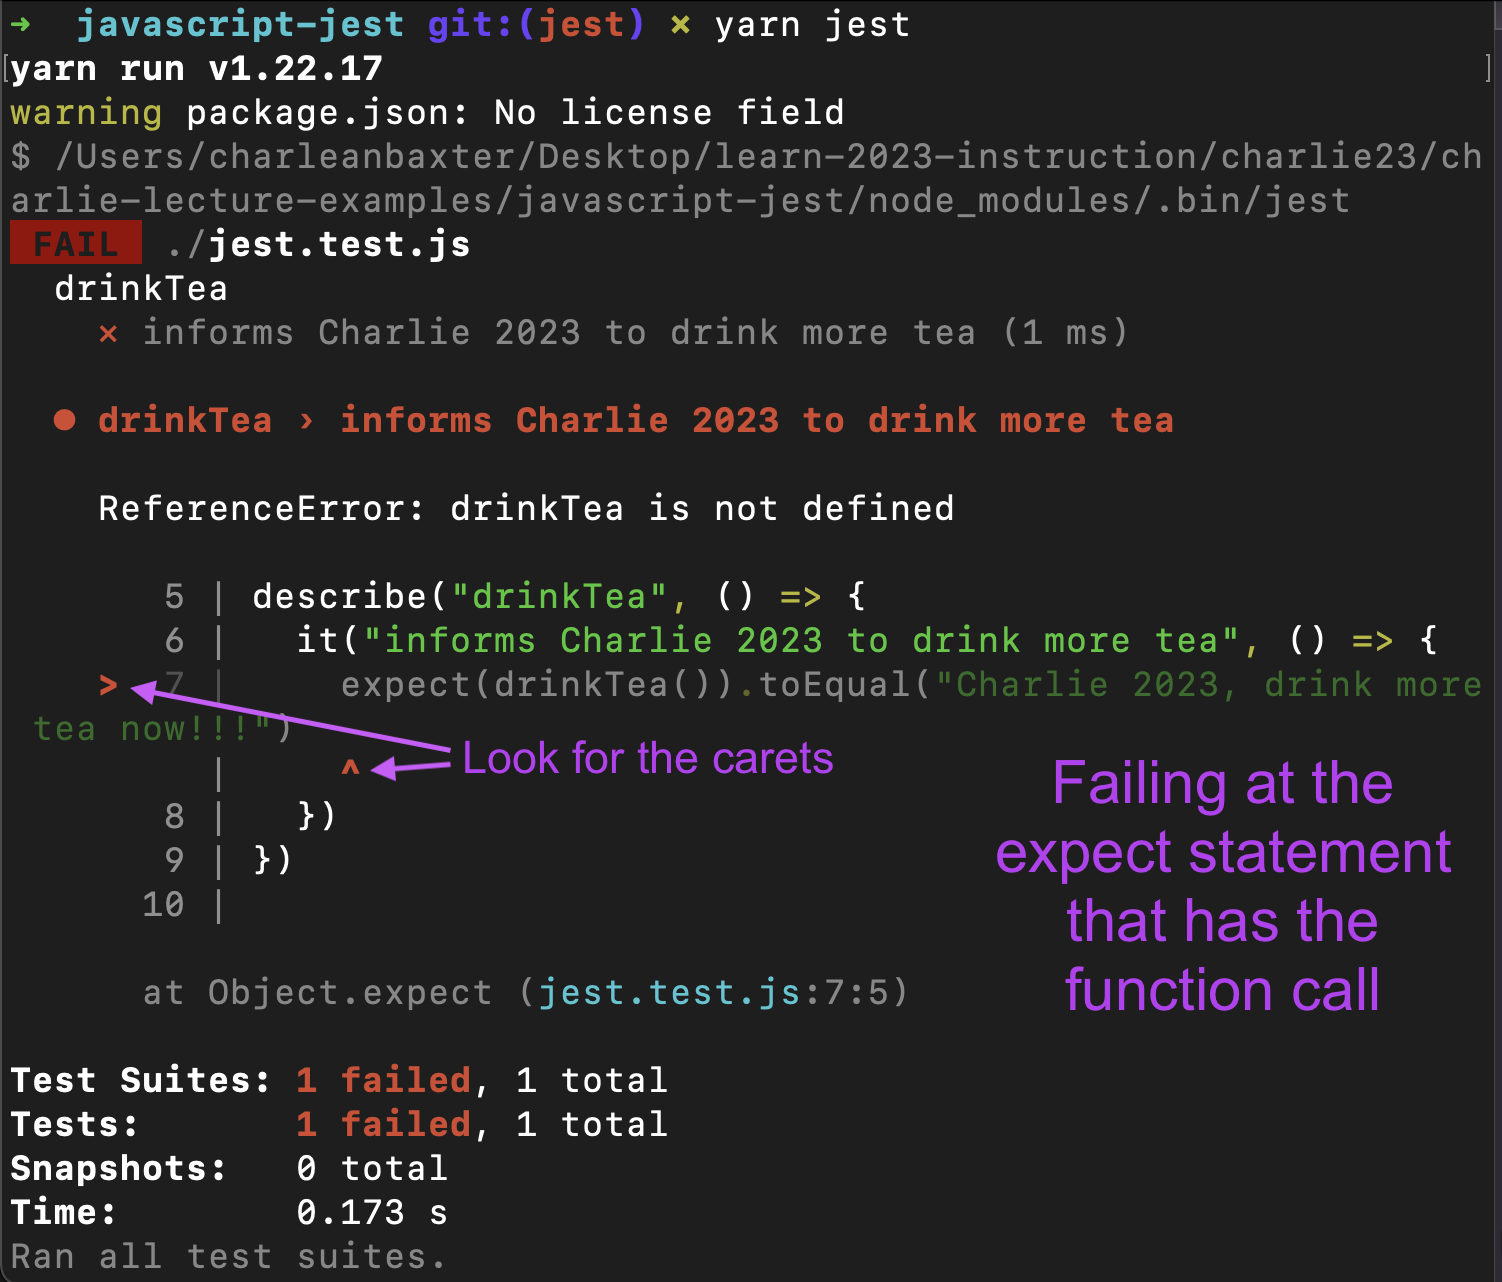 ➜  javascript-jest git:(jest) ✗ yarn jest
[yarn run v1.22.17 ]
warning package.json: No license field
$ /Users/charleanbaxter/Desktop/learn-2023-instruction/charlie23/ch
arlie-lecture-examples/javascript-jest/node_modules/.bin/jest
FAIL ./jest.test.js
drinkTea
✕ informs Charlie 2023 to drink more tea (1 ms)
● drinkTea › informs Charlie 2023 to drink more tea
ReferenceError: drinkTea is not defined
5 | describe("drinkTea", () => {
6 |   it("informs Charlie 2023 to drink more tea", () => {
> 7 |     expect(drinkTea()).toEqual("Charlie 2023, drink more
tea now!!!")
|     ^
Look for the carets
8 |   })
9 | })
10 |
Failing at the
expect statement
that has the
function call
at Object.expect (jest.test.js:7:5)
Test Suites: 1 failed, 1 total
Tests:       1 failed, 1 total
Snapshots:   0 total
Time:        0.173 s
Ran all test suites.